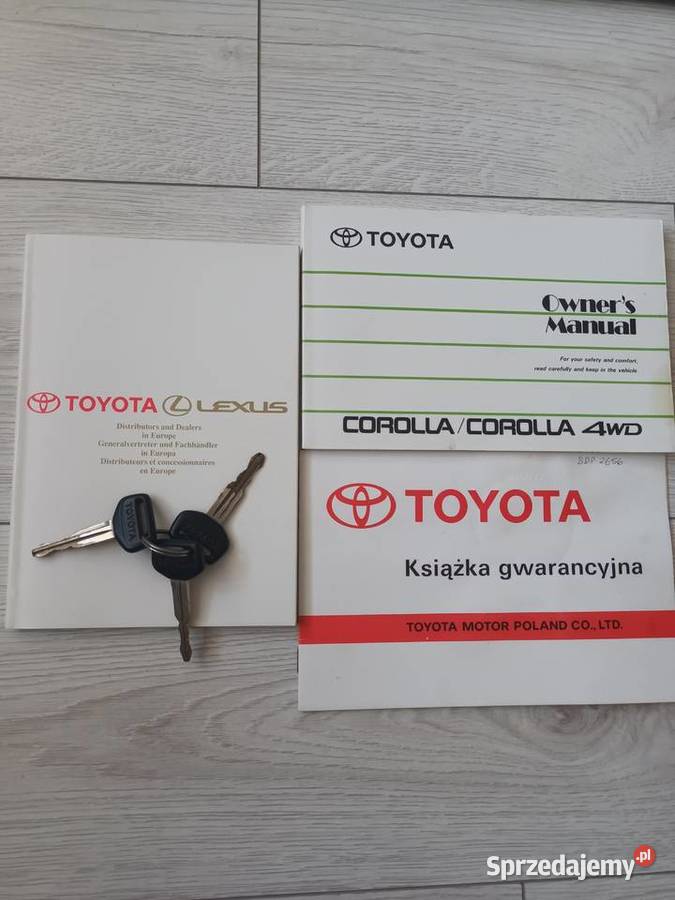 TOYOTA LEXUS
Distributors and Dealers
in Europe
Generalvertreter und Fachhändler
in Europa
Distributeurs et concessionnaires
en Europe
TOYOTA
TOYOTA
Owner's
Manual
For your safety and comfort,
read carefully and keep in the vehicle
COROLLA/COROLLA 4WD
BDP 2656
TOYOTA
Książka gwarancyjna
TOYOTA MOTOR POLAND CO., LTD.
Sprzedajemy.pl